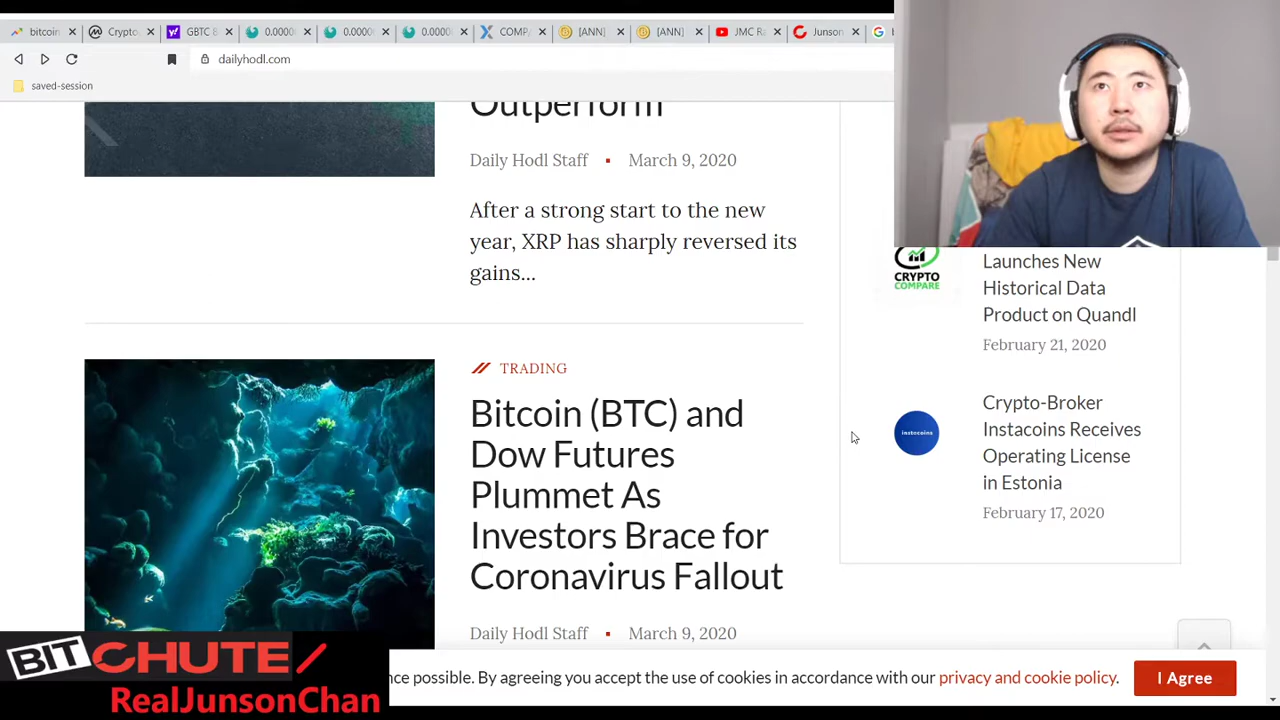 bitcoin
Crypto
GBTC &
0.0000
0.0000
0.0000
COMP
[ANN]
[ANN]
JMC R
Junson
b
dailyhodl.com
saved-session
Outperform
Daily Hodl Staff ▪ March 9, 2020
After a strong start to the new
year, XRP has sharply reversed its
gains...
TRADING
Bitcoin (BTC) and
Dow Futures
Plummet As
Investors Brace for
Coronavirus Fallout
Daily Hodl Staff ▪ March 9, 2020
CRYPTO
COMPARE
Launches New
Historical Data
Product on Quandl
February 21, 2020
instacoins
Crypto-Broker
Instacoins Receives
Operating License
in Estonia
February 17, 2020
nce possible. By agreeing you accept the use of cookies in accordance with our privacy and cookie policy.
I Agree
BITCHUTE/
RealJunsonChan